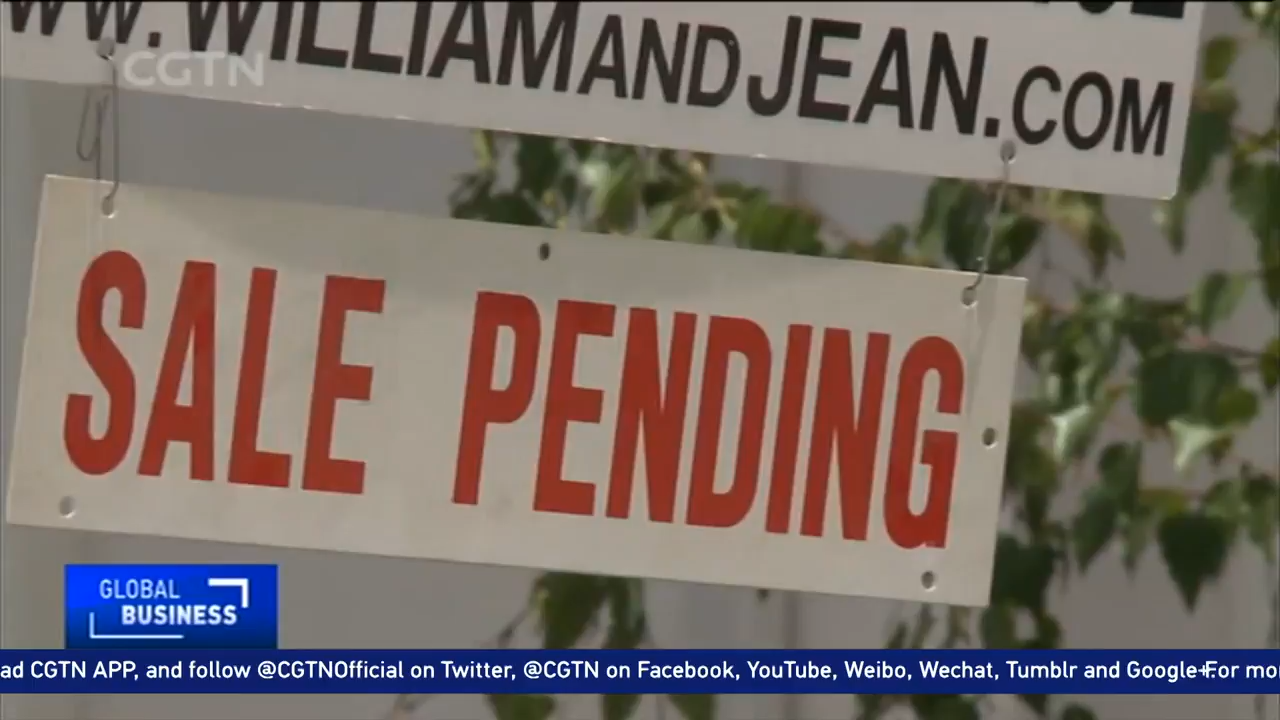 WW.WILLIAMANDJEAN.COM
CGTN
SALE PENDING
GLOBAL
BUSINESS
ad CGTN APP, and follow @CGTNOfficial on Twitter, @CGTN on Facebook, YouTube, Weibo, Wechat, Tumblr and Google+.For mo